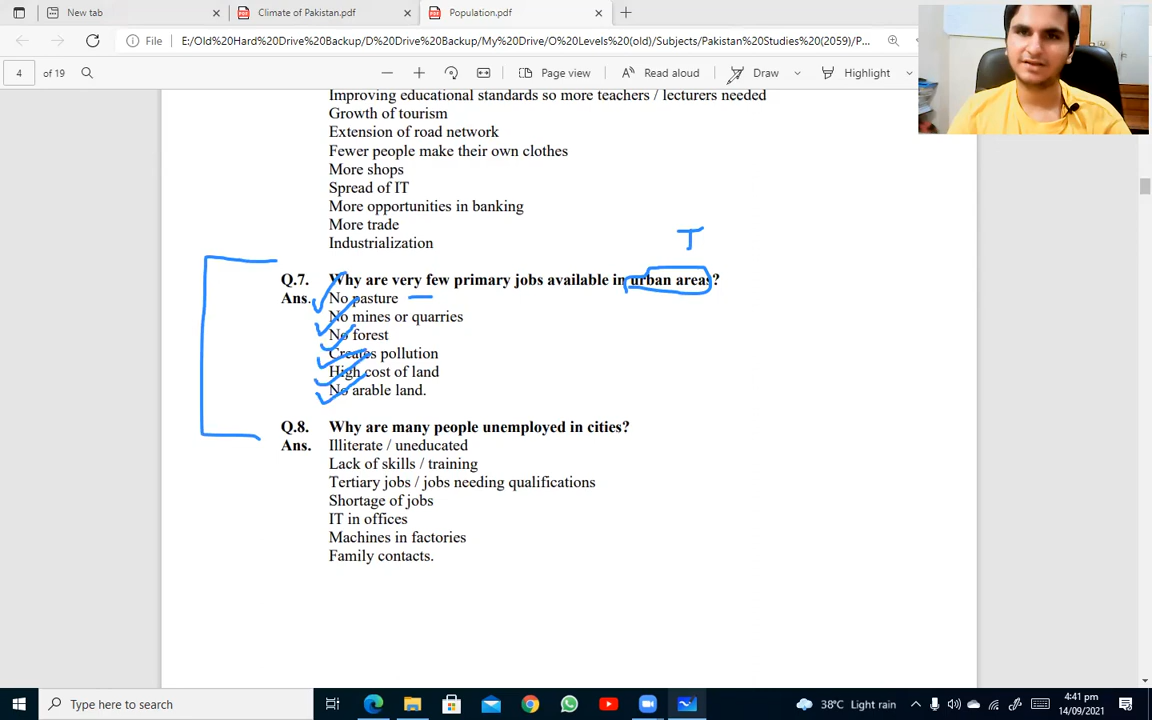 New tab
Climate of Pakistan.pdf
Population.pdf
File
E:/Old%20Hard%20Drive%20Backup/D%20Drive%20Backup/My%20Drive/O%20Levels(old)/Subjects/Pakistan%20Studies%20(2059)/P...
4 of 19
Page view
Read aloud
Draw
Highlight
Improving educational standards so more teachers / lecturers needed
Growth of tourism
Extension of road network
Fewer people make their own clothes
More shops
Spread of IT
More opportunities in banking
More trade
Industrialization
T
Q.7. Why are very few primary jobs available in urban areas?
Ans. No pasture
No mines or quarries
No forest
Creates pollution
High cost of land
No arable land.
Q.8. Why are many people unemployed in cities?
Ans. Illiterate / uneducated
Lack of skills / training
Tertiary jobs / jobs needing qualifications
Shortage of jobs
IT in offices
Machines in factories
Family contacts.
Type here to search
38°C Light rain
4:41 pm
14/09/2021